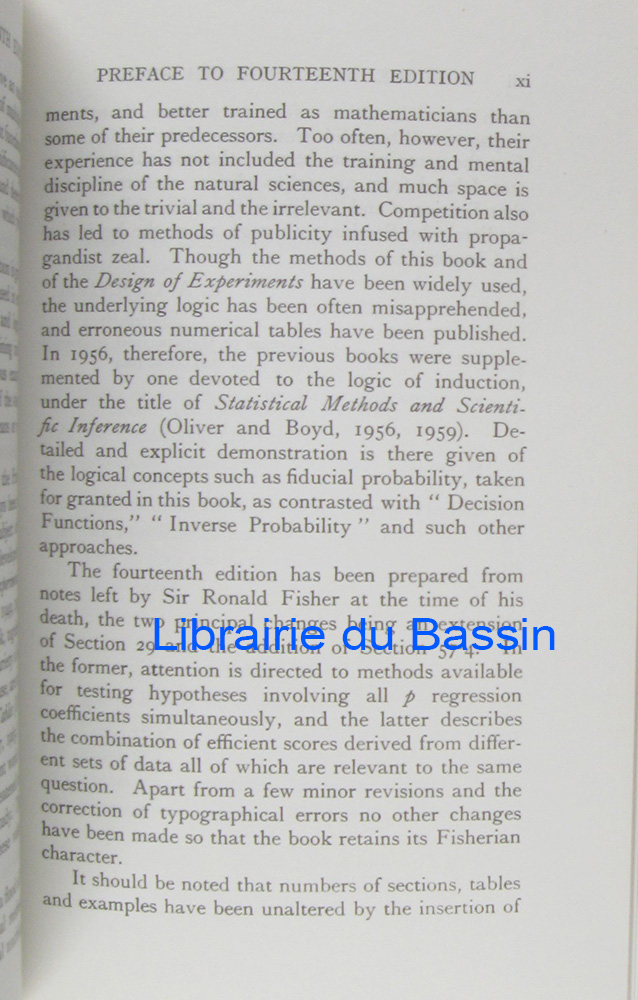 PREFACE TO FOURTEENTH EDITION xi
ments, and better trained as mathematicians than
some of their predecessors. Too often, however, their
experience has not included the training and mental
discipline of the natural sciences, and much space is
given to the trivial and the irrelevant. Competition also
has led to methods of publicity infused with propa-
gandist zeal. Though the methods of this book and
of the Design of Experiments have been widely used,
the underlying logic has been often misapprehended,
and erroneous numerical tables have been published.
In 1956, therefore, the previous books were supple-
mented by one devoted to the logic of induction,
under the title of Statistical Methods and Scienti-
fic Inference (Oliver and Boyd, 1956, 1959). De-
tailed and explicit demonstration is there given of
the logical concepts such as fiducial probability, taken
for granted in this book, as contrasted with “ Decision
Functions,” “ Inverse Probability ” and such other
approaches.
The fourteenth edition has been prepared from
notes left by Sir Ronald Fisher at the time of his
death, the two principal changes being an extension
of Section 29 and the addition of Section 57·4. In
Librairie du Bassin
the former, attention is directed to methods available
for testing hypotheses involving all p regression
coefficients simultaneously, and the latter describes
the combination of efficient scores derived from differ-
ent sets of data all of which are relevant to the same
question. Apart from a few minor revisions and the
correction of typographical errors no other changes
have been made so that the book retains its Fisherian
character.
It should be noted that numbers of sections, tables
and examples have been unaltered by the insertion of